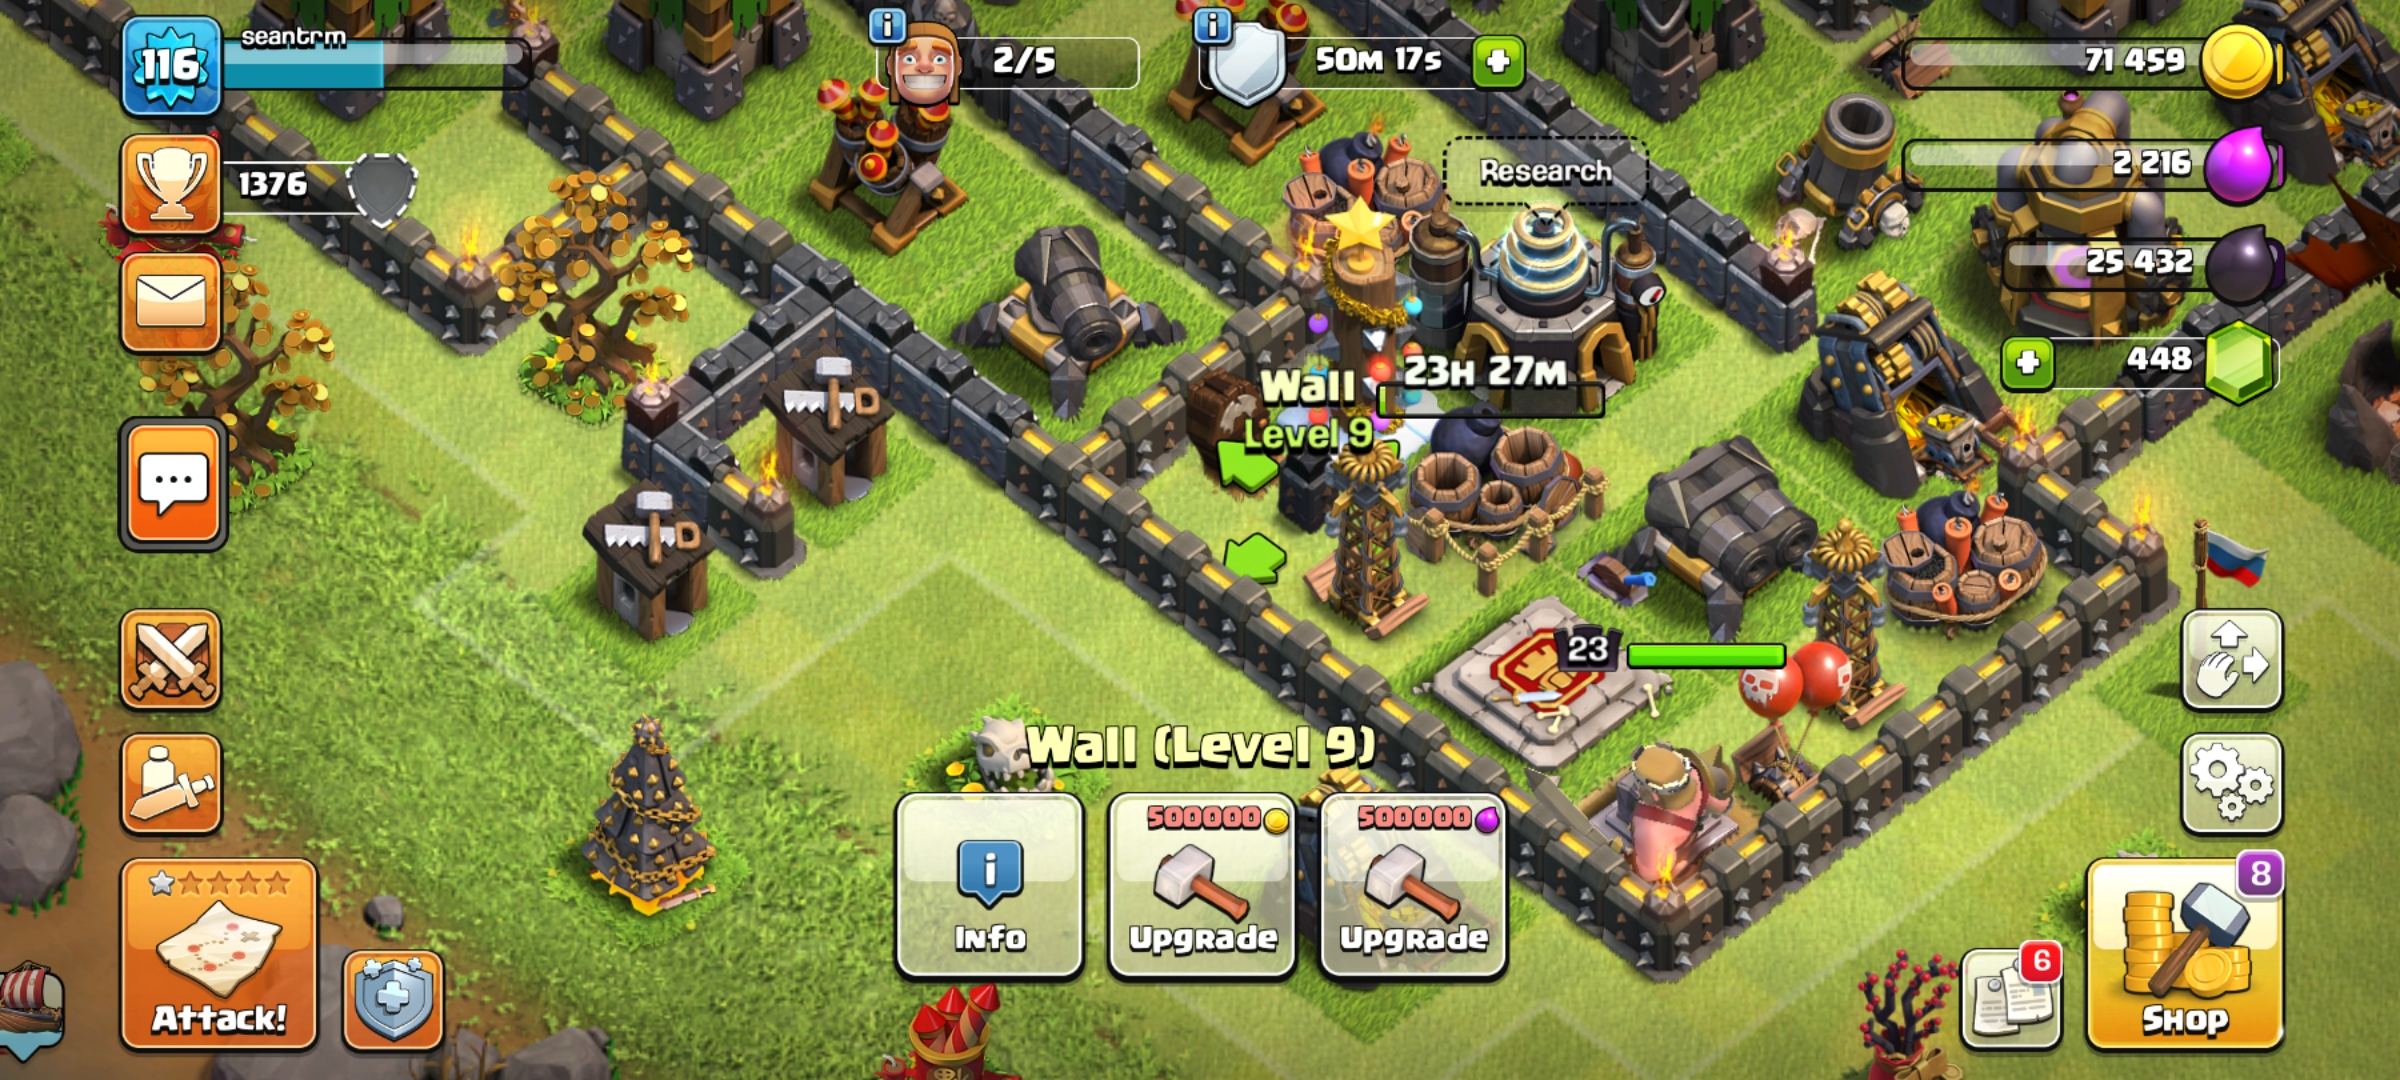 116
seantrm
2/5
50m 17s
71 459
1376
Research
2 216
25 432
448
23H 27M
Wall
Level 9
23
Wall (Level 9)
500000
500000
Info
Upgrade
Upgrade
8
6
Attack!
Shop